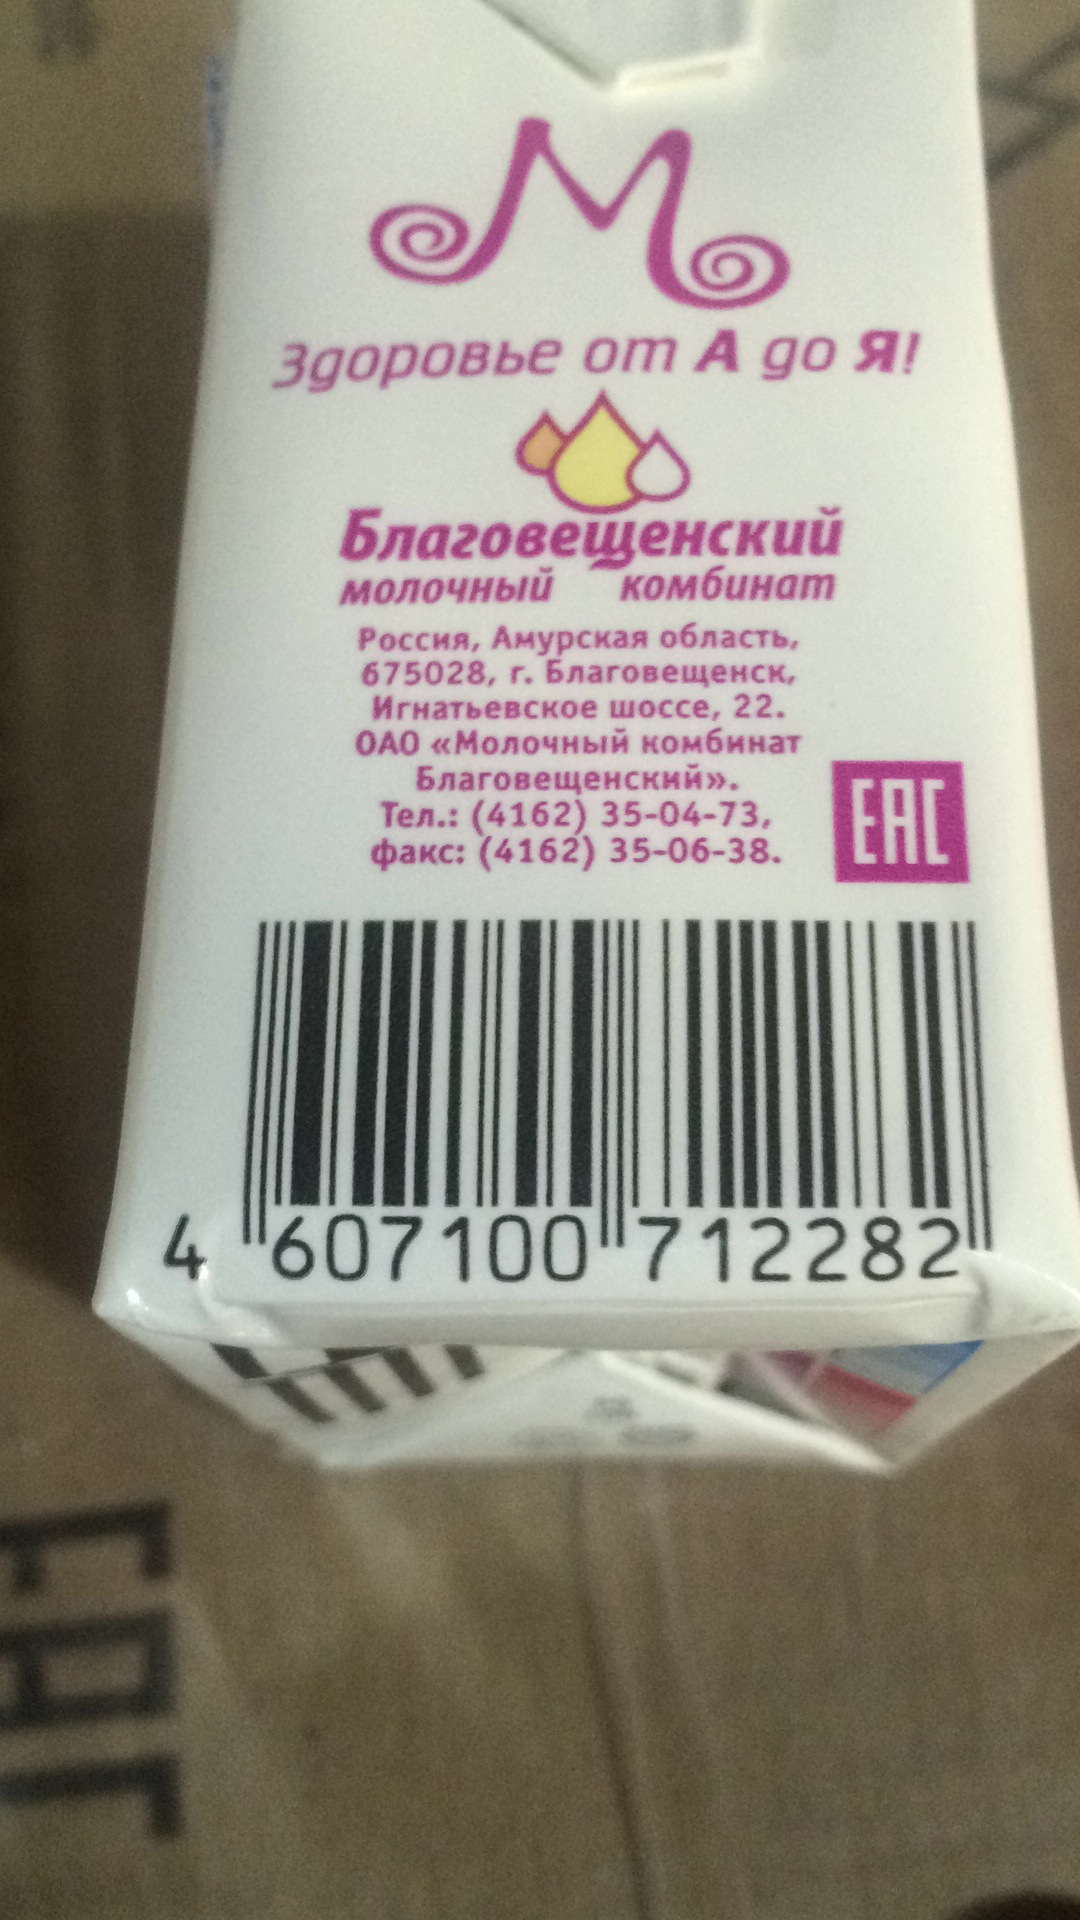 М
Здоровье от А до Я!
Благовещенский
молочный комбинат
Россия, Амурская область,
675028, г. Благовещенск,
Игнатьевское шоссе, 22.
ОАО «Молочный комбинат
Благовещенский».
Тел.: (4162) 35-04-73,
факс: (4162) 35-06-38.
EAC
4 607100 712282
EAC